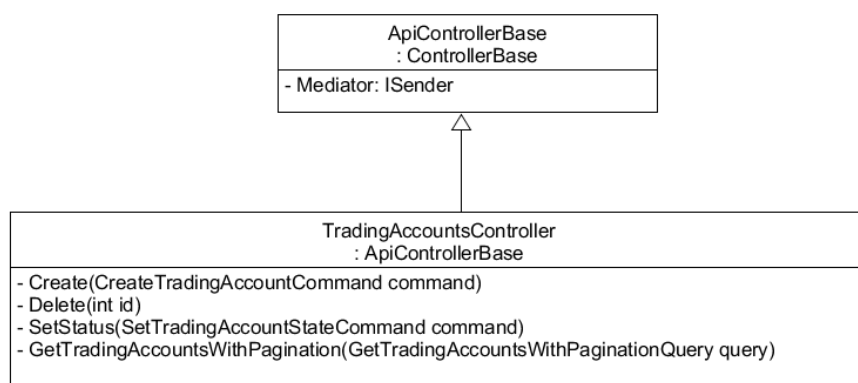 ApiControllerBase
: ControllerBase
- Mediator: ISender
TradingAccountsController
: ApiControllerBase
- Create(CreateTradingAccountCommand command)
- Delete(int id)
- SetStatus(SetTradingAccountStateCommand command)
- GetTradingAccountsWithPagination(GetTradingAccountsWithPaginationQuery query)